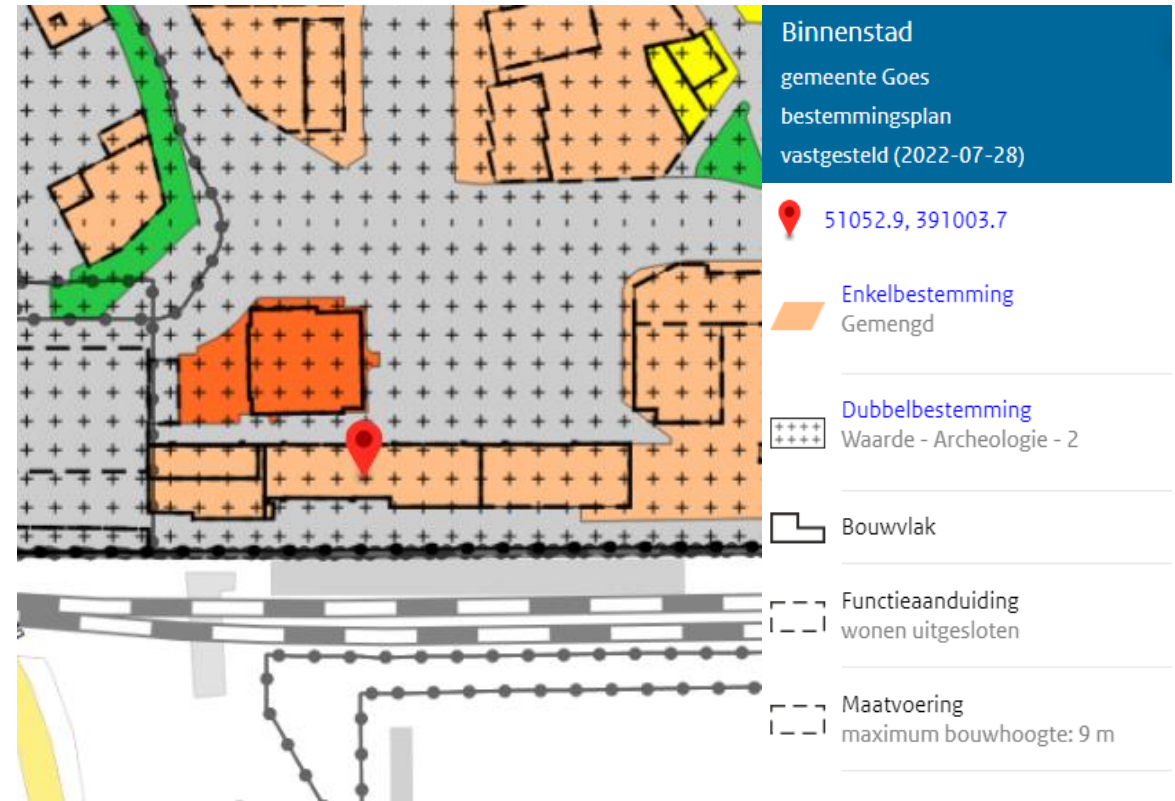 Binnenstad
gemeente Goes
bestemmingsplan
vastgesteld (2022-07-28)
51052.9, 391003.7
Enkelbestemming
Gemengd
Dubbelbestemming
Waarde - Archeologie - 2
Bouwvlak
Functieaanduiding
wonen uitgesloten
Maatvoering
maximum bouwhoogte: 9 m